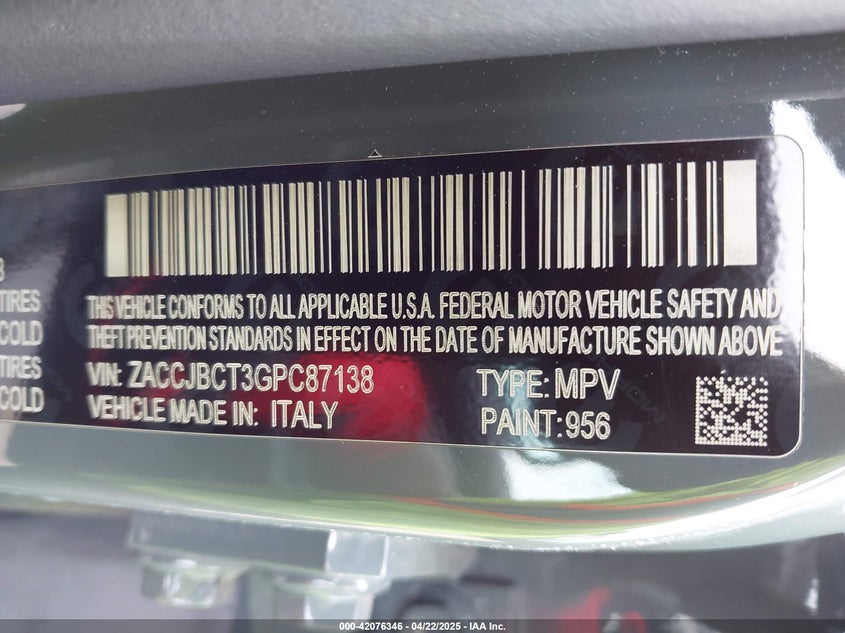 3
TIRES
COLD
TIRES
COLD
THIS VEHICLE CONFORMS TO ALL APPLICABLE U.S.A. FEDERAL MOTOR VEHICLE SAFETY AND
THEFT PREVENTION STANDARDS IN EFFECT ON THE DATE OF MANUFACTURE SHOWN ABOVE
VIN: ZACCJBCT3GPC87138 TYPE: MPV
VEHICLE MADE IN: ITALY PAINT: 956
MOPAR
000-42076346 - 04/22/2025 - IAA Inc.